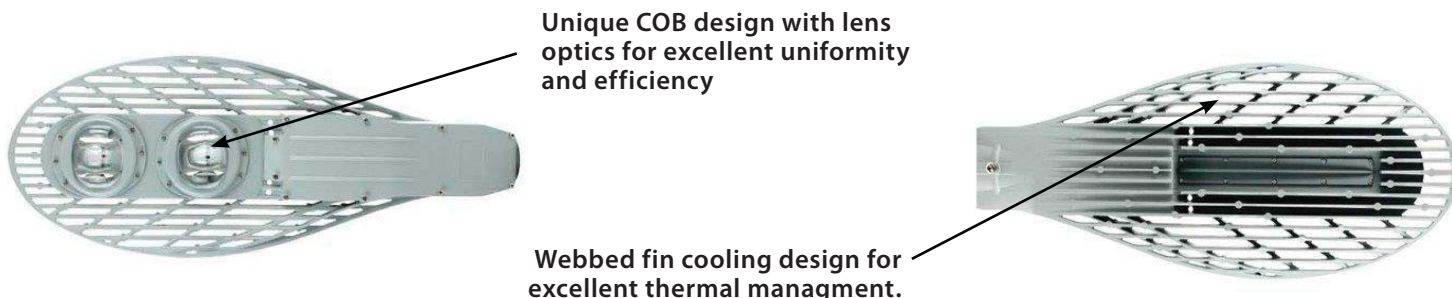 Unique COB design with lens
optics for excellent uniformity
and efficiency
Webbed fin cooling design for
excellent thermal managment.